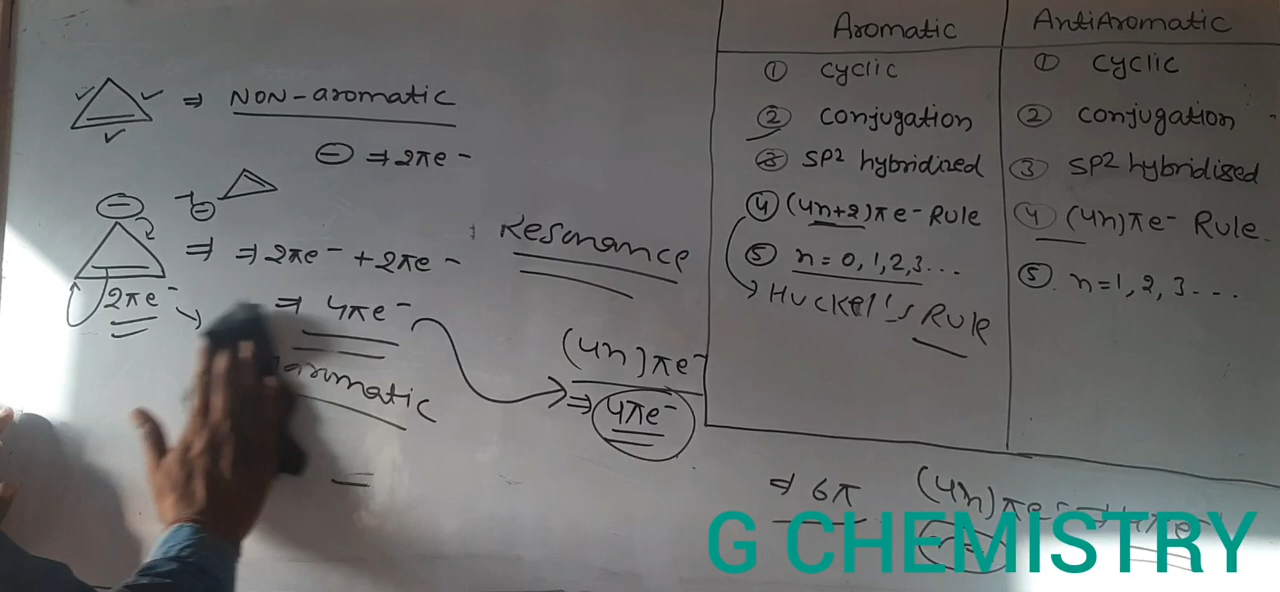 ⇒ NON-aromatic
⊖ ⇒ 2πe-
⊖
⇒ ⇒ 2πe- + 2πe-
2πe-
⇒ 4πe-
Resonance
(4n)πe-
⇒ 4πe-
Aromatic
① cyclic
② conjugation
③ SP2 hybridized
④ (4n+2)πe- Rule
⑤ n = 0, 1, 2, 3...
→ Huckel's Rule
AntiAromatic
① cyclic
② conjugation
③ SP2 hybridised
④ (4n)πe- Rule.
⑤ n = 1, 2, 3 ...
⇒ 6π
(4n)πe-
G CHEMISTRY